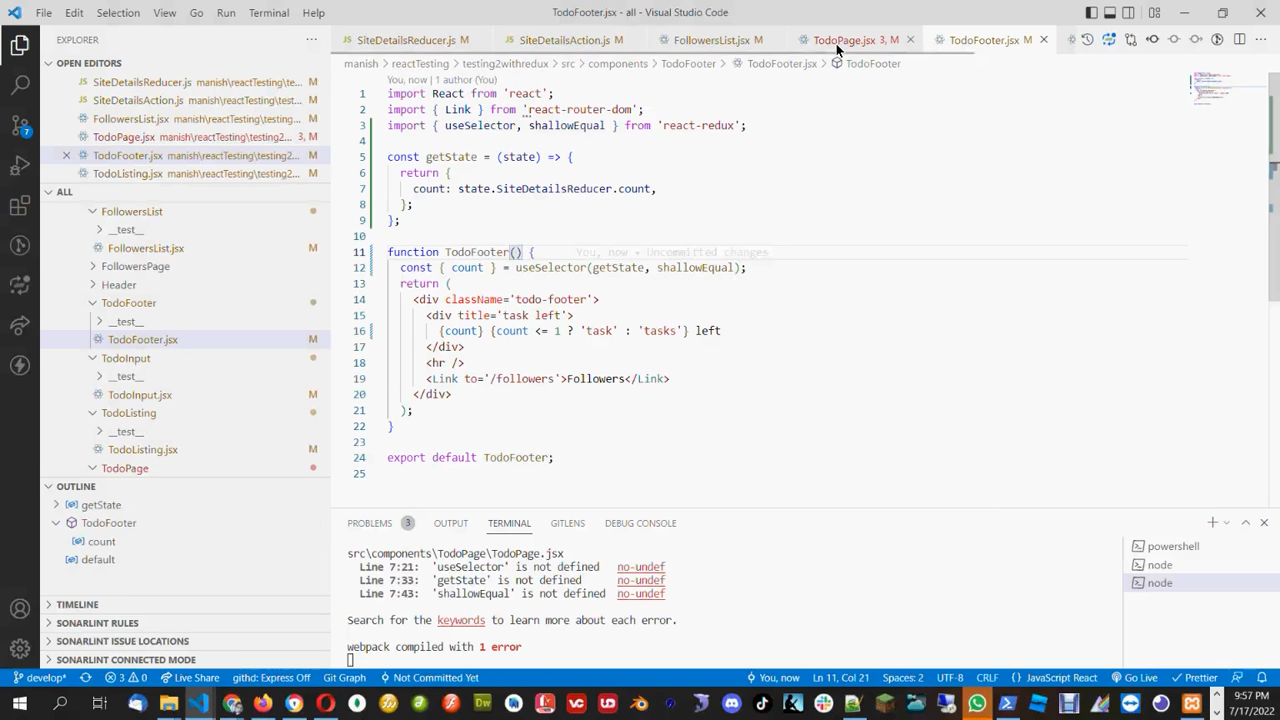 File Edit Selection View Go Run Terminal Help
TodoFooter.jsx - all - Visual Studio Code
EXPLORER
SiteDetailsReducer.js M
SiteDetailsAction.js M
FollowersList.jsx M
TodoPage.jsx 3, M
TodoFooter.jsx M
OPEN EDITORS
SiteDetailsReducer.js M
SiteDetailsAction.js M
FollowersList.jsx manish\reactTesting\testing2... M
TodoPage.jsx manish\reactTesting\testing2... 3, M
TodoFooter.jsx manish\reactTesting\testing2... M
TodoListing.jsx manish\reactTesting\testing2... M
ALL
FollowersList
__test__
FollowersList.jsx M
FollowersPage
Header
TodoFooter
__test__
TodoFooter.jsx M
TodoInput
__test__
TodoInput.jsx M
TodoListing
__test__
TodoListing.jsx M
TodoPage
OUTLINE
getState
TodoFooter
count
default
TIMELINE
SONARLINT RULES
SONARLINT ISSUE LOCATIONS
SONARLINT CONNECTED MODE
7
manish > reactTesting > testing2withredux > src > components > TodoFooter > TodoFooter.jsx > TodoFooter
You, now | 1 author (You)
1 import React from 'react';
2 import { Link } from 'react-router-dom';
3 import { useSelector, shallowEqual } from 'react-redux';
4
5 const getState = (state) => {
6 return {
7 count: state.SiteDetailsReducer.count,
8 };
9 };
10
11 function TodoFooter() { You, now • Uncommitted changes
12 const { count } = useSelector(getState, shallowEqual);
13 return (
14 <div className='todo-footer'>
15 <div title='task left'>
16 {count} {count <= 1 ? 'task' : 'tasks'} left
17 </div>
18 <hr />
19 <Link to='/followers'>Followers</Link>
20 </div>
21 );
22 }
23
24 export default TodoFooter;
25
PROBLEMS 3 OUTPUT TERMINAL GITLENS DEBUG CONSOLE
src\components\TodoPage\TodoPage.jsx
Line 7:21: 'useSelector' is not defined no-undef
Line 7:33: 'getState' is not defined no-undef
Line 7:43: 'shallowEqual' is not defined no-undef
Search for the keywords to learn more about each error.
webpack compiled with 1 error
powershell
node
node
develop* 3 0 Live Share githd: Express Off Git Graph Not Committed Yet You, now Ln 11, Col 21 Spaces: 2 UTF-8 CRLF {} JavaScript React Go Live Prettier
9:57 PM
7/17/2022